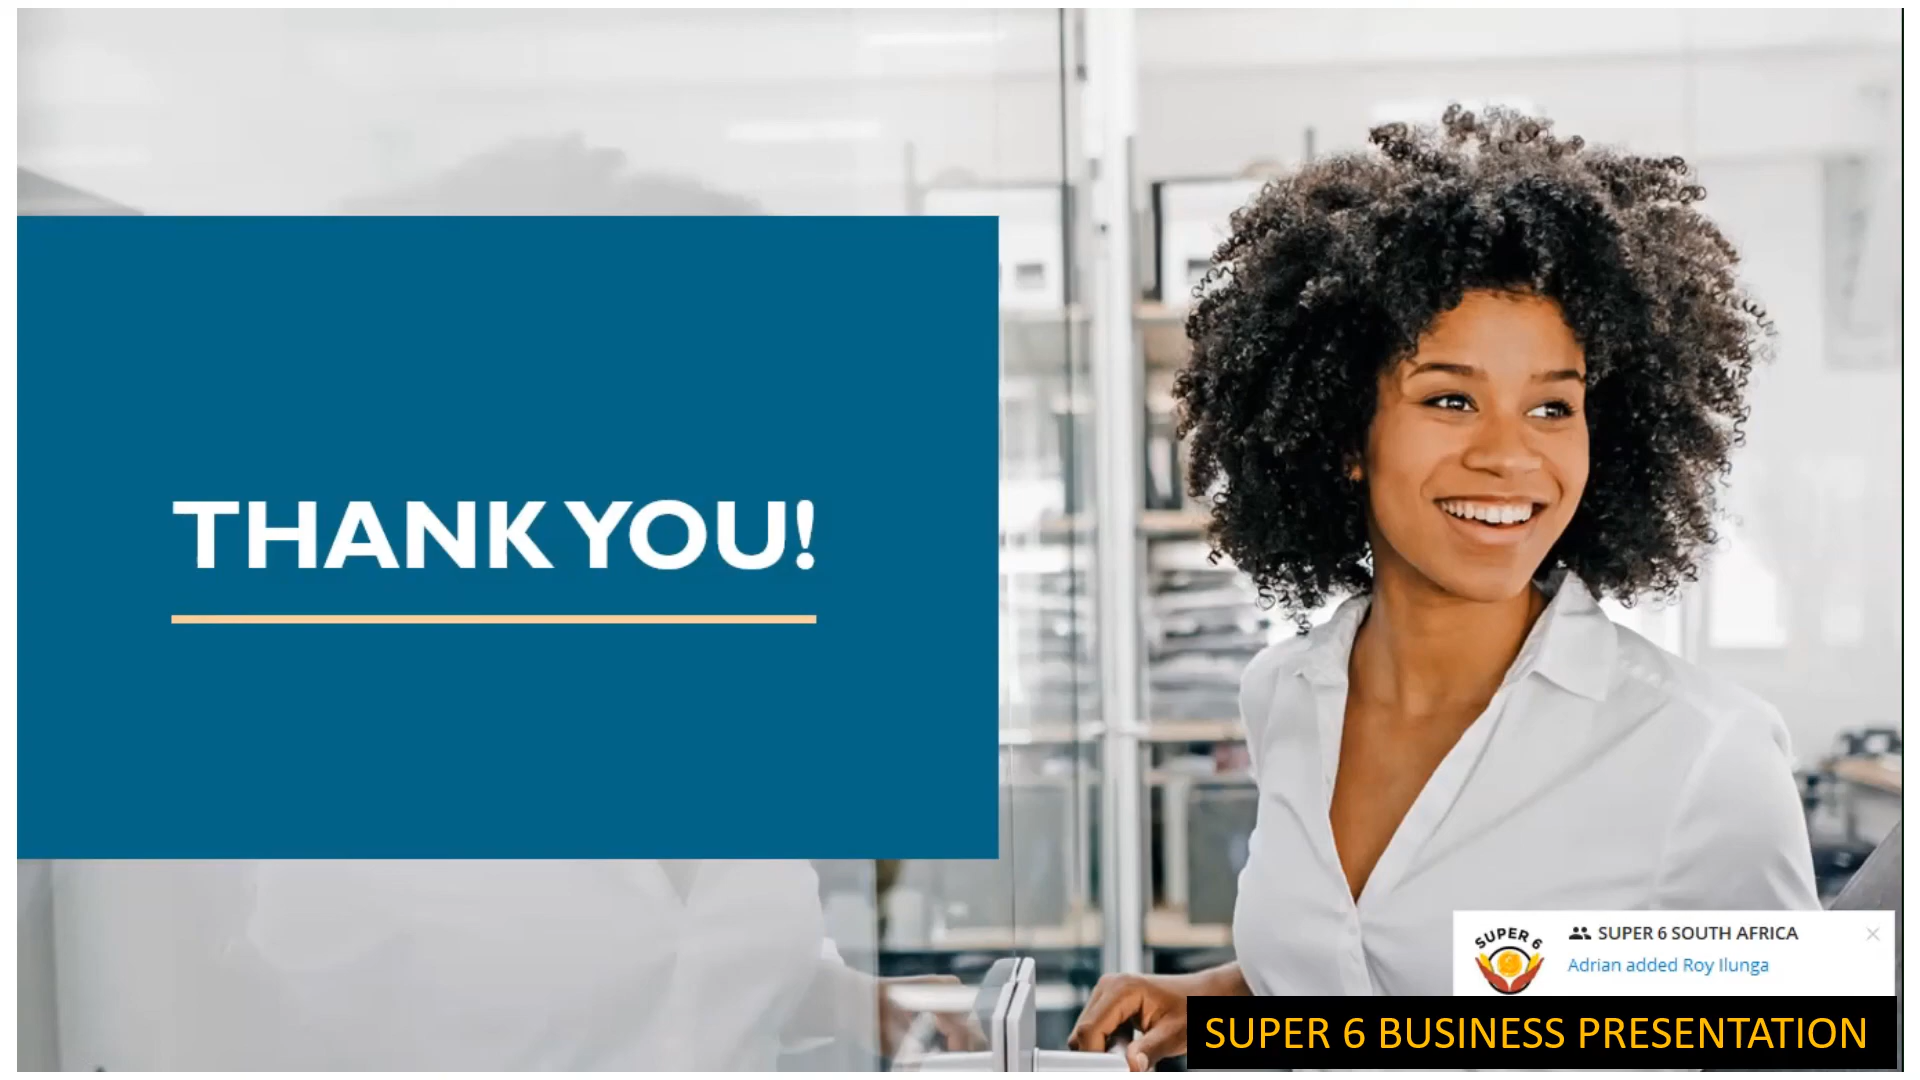 THANK YOU!
SUPER 6
SUPER 6 SOUTH AFRICA
Adrian added Roy Ilunga
SUPER 6 BUSINESS PRESENTATION